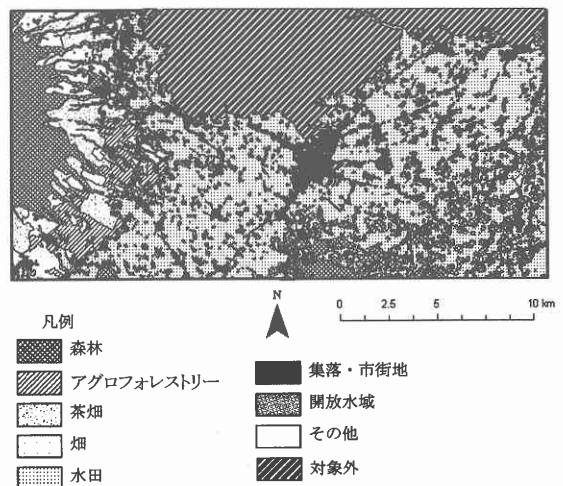 N
0 2.5 5 10 km
凡例
森林
アグロフォレストリー
茶畑
畑
水田
集落・市街地
開放水域
その他
対象外